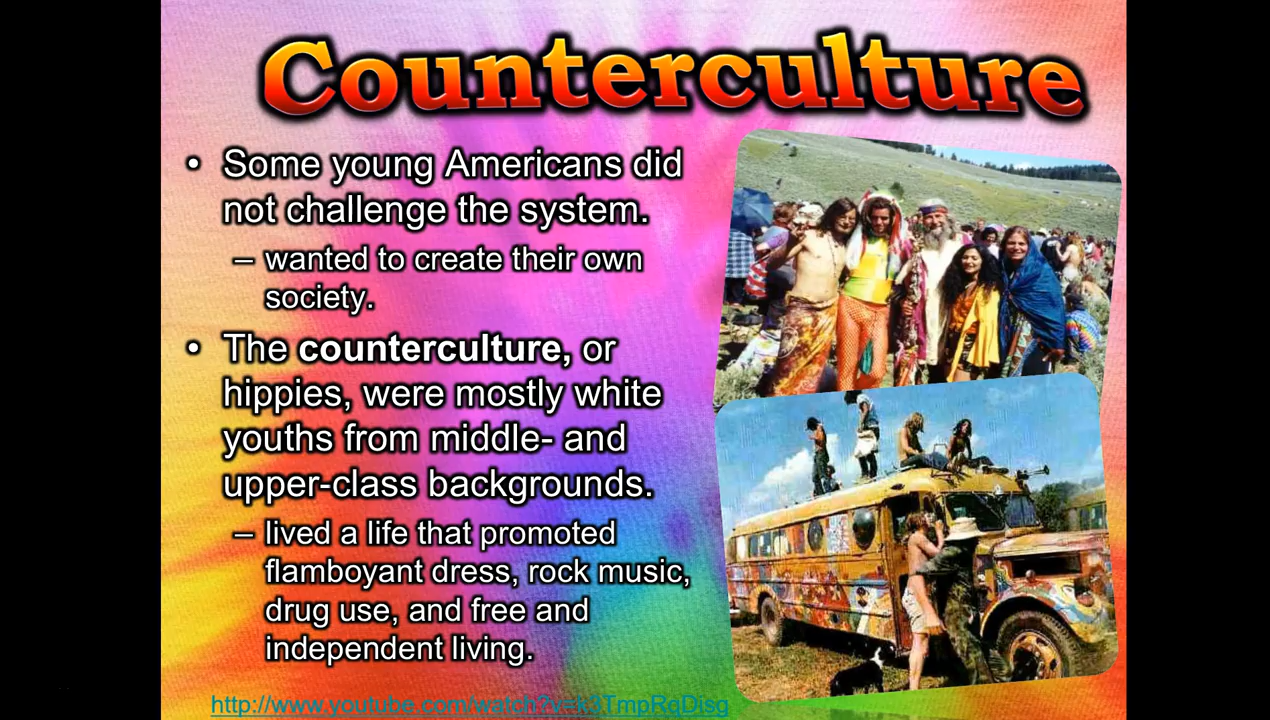 Counterculture
• Some young Americans did
not challenge the system.
– wanted to create their own
society.
• The counterculture, or
hippies, were mostly white
youths from middle- and
upper-class backgrounds.
– lived a life that promoted
flamboyant dress, rock music,
drug use, and free and
independent living.
http://www.youtube.com/watch?v=k3TmpRqDisg